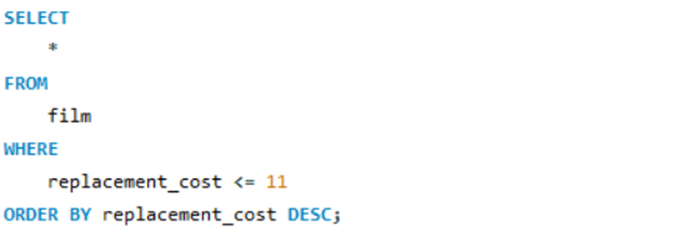 SELECT
    *
FROM
    film
WHERE
    replacement_cost <= 11
ORDER BY replacement_cost DESC;